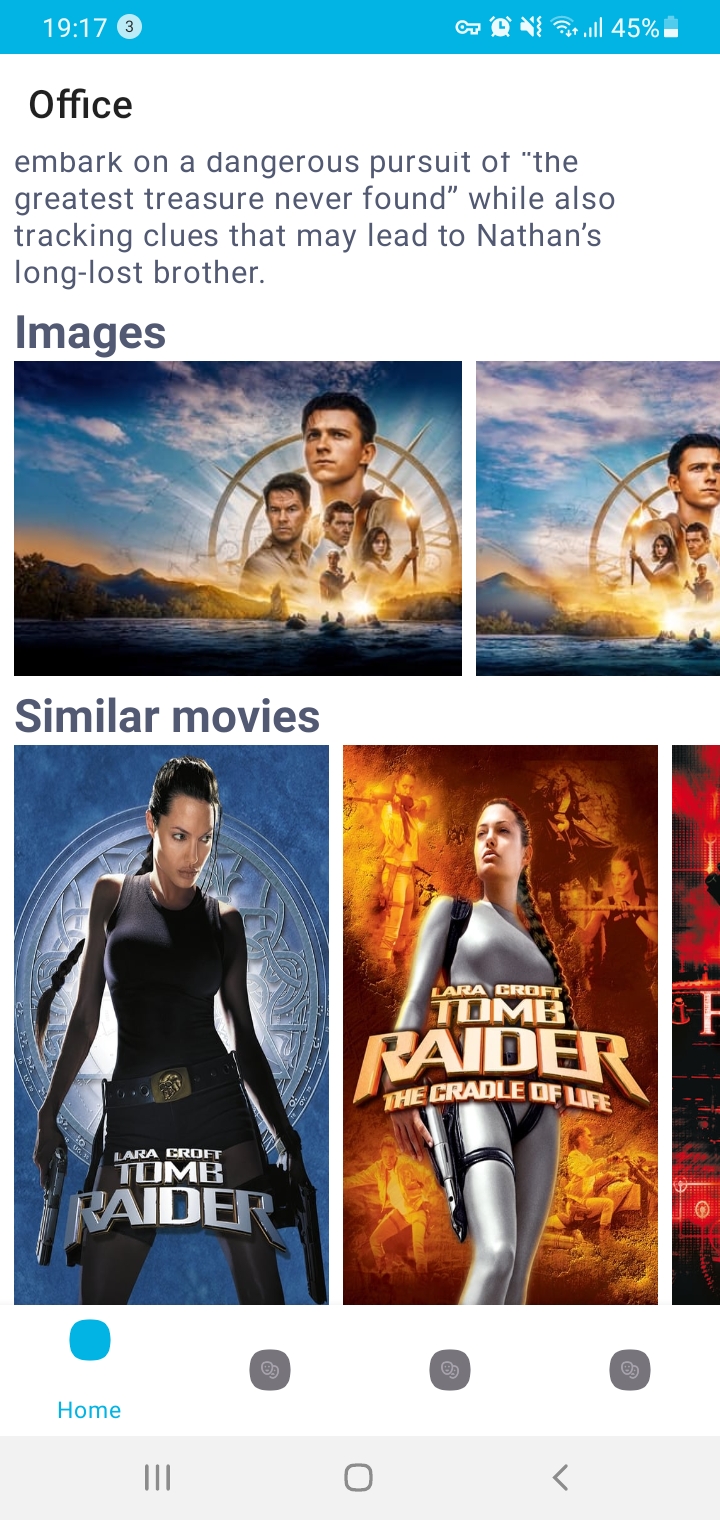 19:17 3 45%
Office
embark on a dangerous pursuit of “the
greatest treasure never found” while also
tracking clues that may lead to Nathan’s
long-lost brother.
Images
Similar movies
LARA CROFT
TOMB
RAIDER
LARA CROFT
TOMB
RAIDER
THE CRADLE OF LIFE
Home